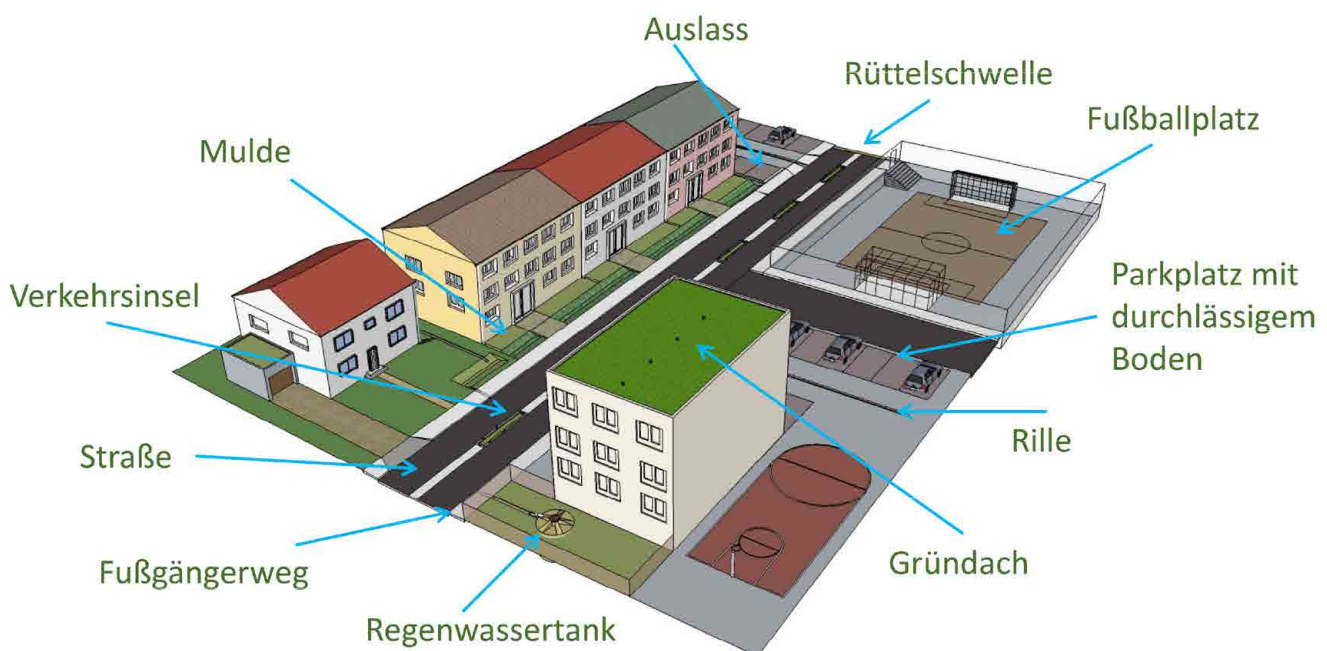 Auslass
Rüttelschwelle
Fußballplatz
Mulde
Verkehrsinsel
Parkplatz mit
durchlässigem
Boden
Rille
Straße
Gründach
Fußgängerweg
Regenwassertank